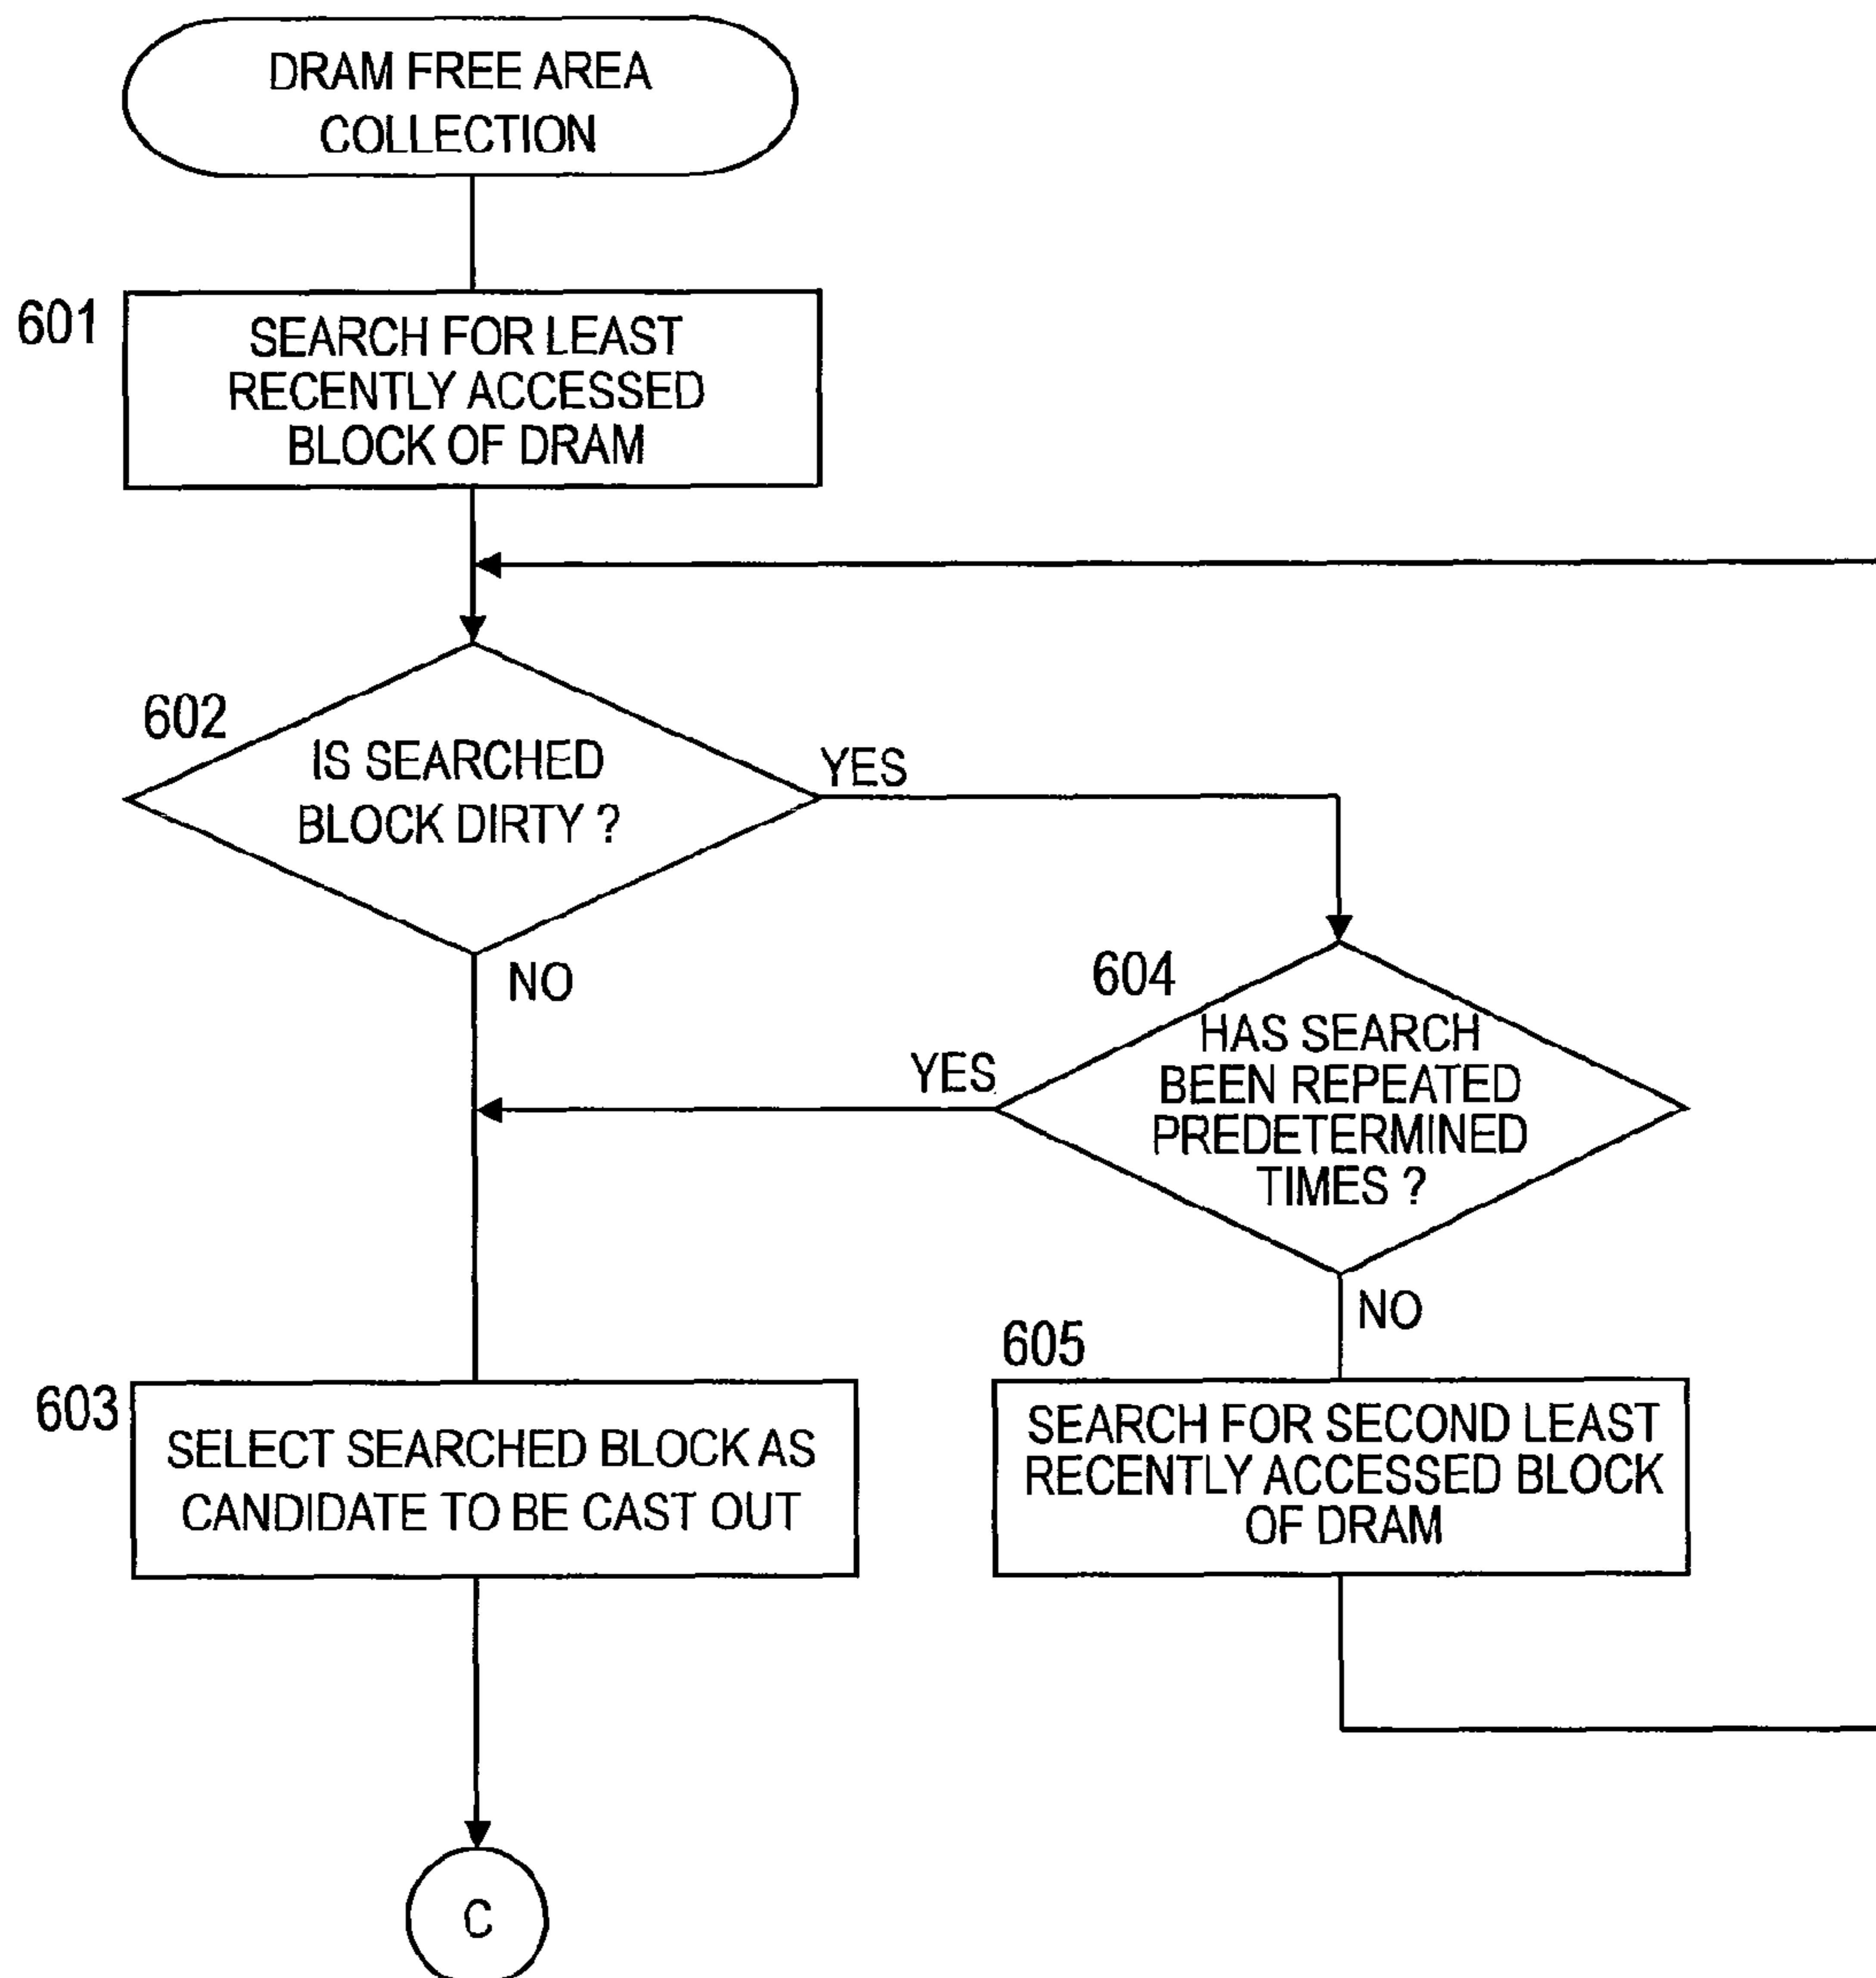 DRAM FREE AREA
COLLECTION
601
SEARCH FOR LEAST
RECENTLY ACCESSED
BLOCK OF DRAM
602
IS SEARCHED
BLOCK DIRTY ?
YES
NO
604
HAS SEARCH
BEEN REPEATED
PREDETERMINED
TIMES ?
YES
NO
603
SELECT SEARCHED BLOCK AS
CANDIDATE TO BE CAST OUT
605
SEARCH FOR SECOND LEAST
RECENTLY ACCESSED BLOCK
OF DRAM
C